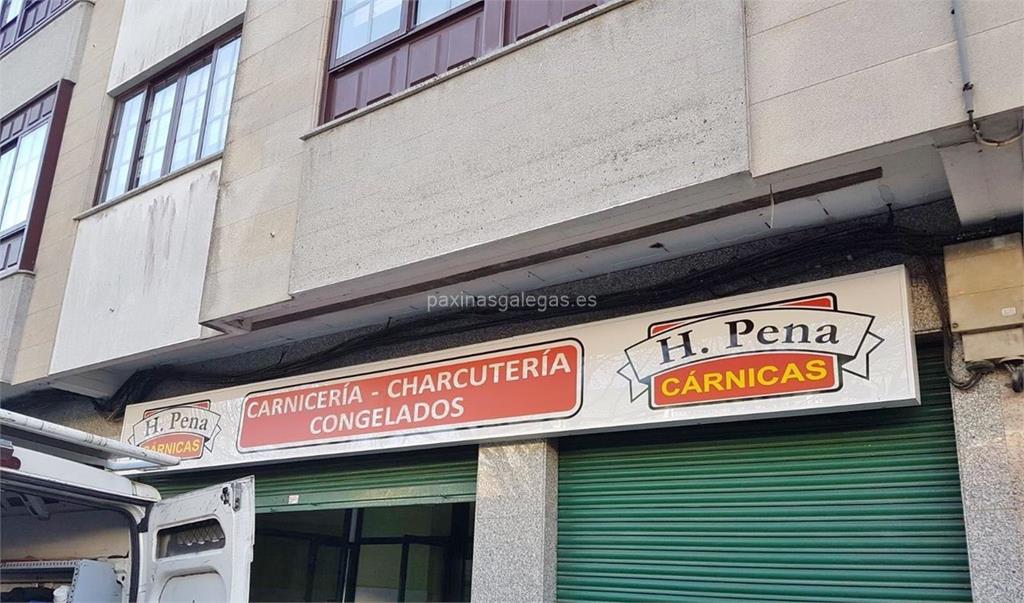 paxinasgalegas.es
H. Pena
CÁRNICAS
CARNICERÍA - CHARCUTERÍA
CONGELADOS
H. Pena
CÁRNICAS